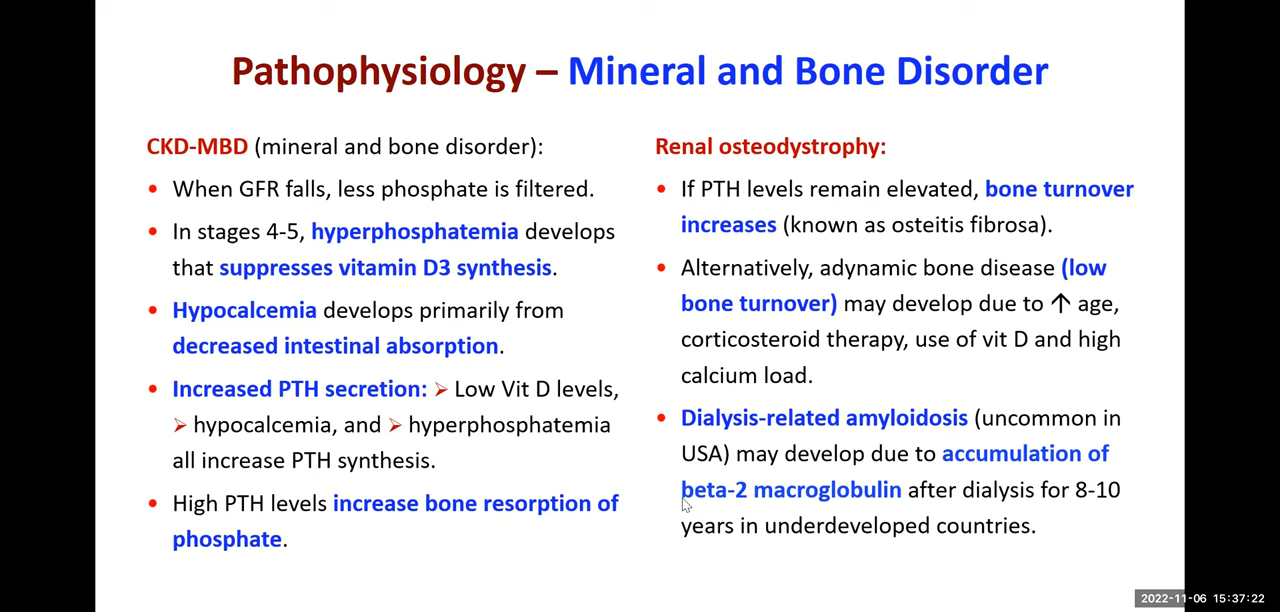 Pathophysiology – Mineral and Bone Disorder
CKD-MBD (mineral and bone disorder):
• When GFR falls, less phosphate is filtered.
• In stages 4-5, hyperphosphatemia develops
that suppresses vitamin D3 synthesis.
• Hypocalcemia develops primarily from
decreased intestinal absorption.
• Increased PTH secretion: ➢ Low Vit D levels,
➢ hypocalcemia, and ➢ hyperphosphatemia
all increase PTH synthesis.
• High PTH levels increase bone resorption of
phosphate.
Renal osteodystrophy:
• If PTH levels remain elevated, bone turnover
increases (known as osteitis fibrosa).
• Alternatively, adynamic bone disease (low
bone turnover) may develop due to ↑ age,
corticosteroid therapy, use of vit D and high
calcium load.
• Dialysis-related amyloidosis (uncommon in
USA) may develop due to accumulation of
beta-2 macroglobulin after dialysis for 8-10
years in underdeveloped countries.
2022-11-06 15:37:22